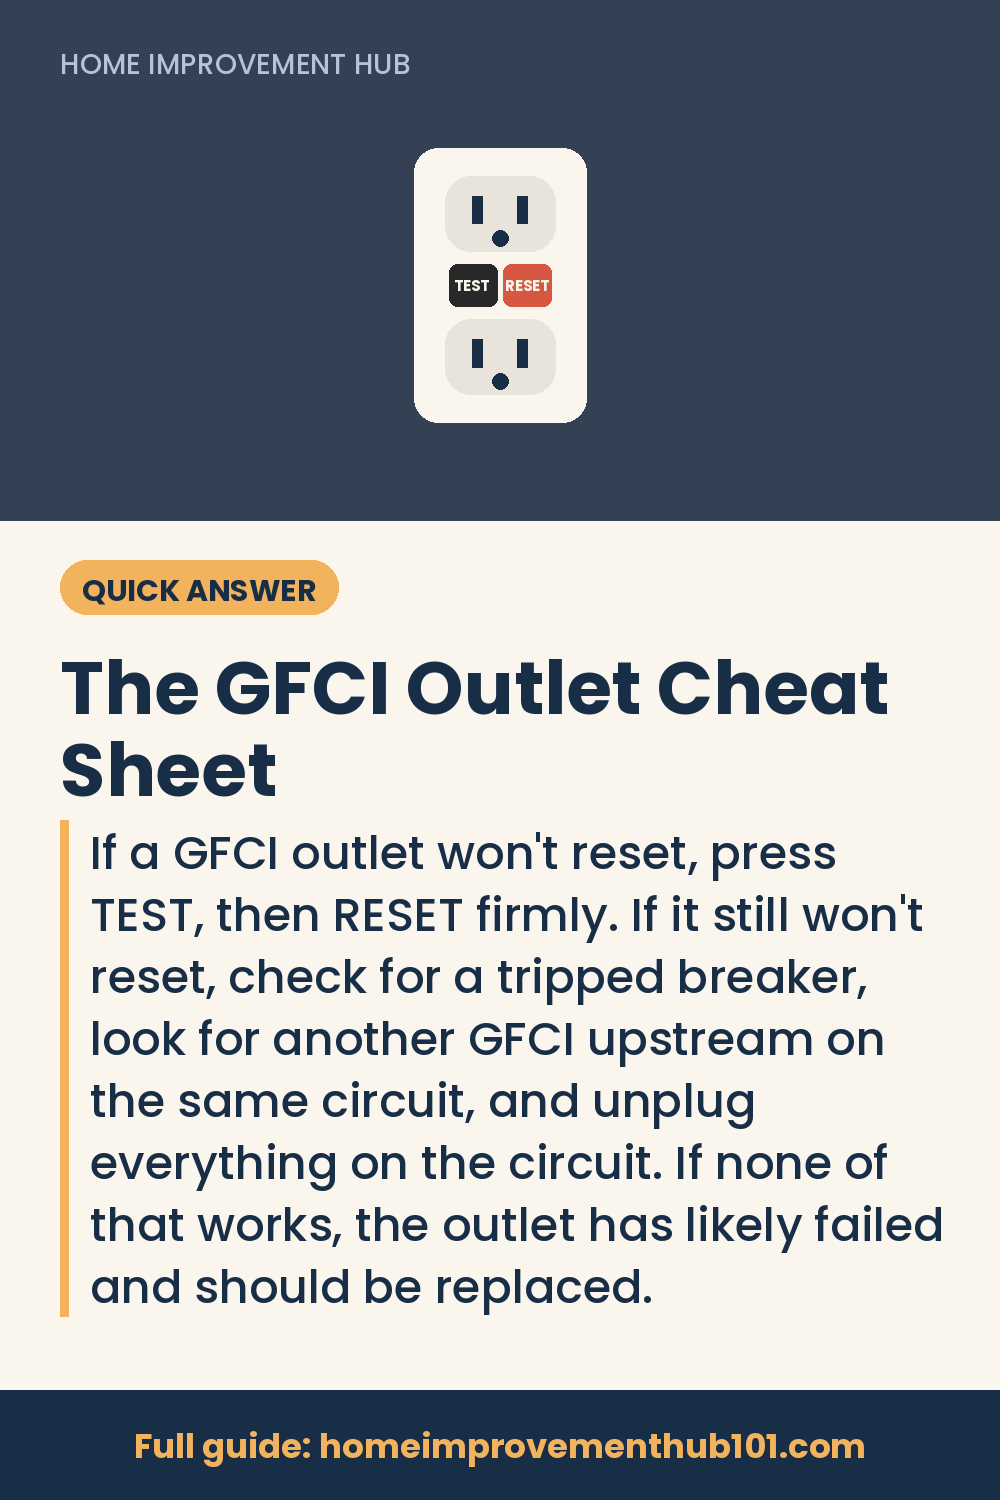 HOME IMPROVEMENT HUB
TEST RESET
QUICK ANSWER
The GFCI Outlet Cheat
Sheet
If a GFCI outlet won't reset, press
TEST, then RESET firmly. If it still won't
reset, check for a tripped breaker,
look for another GFCI upstream on
the same circuit, and unplug
everything on the circuit. If none of
that works, the outlet has likely failed
and should be replaced.
Full guide: homeimprovementhub101.com